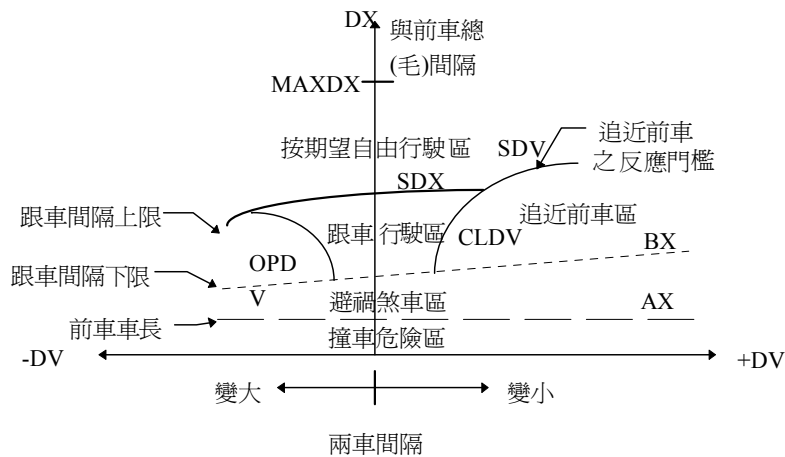 DX
與前車總
(毛)間隔
MAXDX
按期望自由行駛區
SDV
追近前車
之反應門檻
SDX
跟車間隔上限
跟車行駛區
CLDV
追近前車區
BX
OPD
V
跟車間隔下限
避禍煞車區
AX
前車車長
撞車危險區
-DV
+DV
變大
變小
兩車間隔